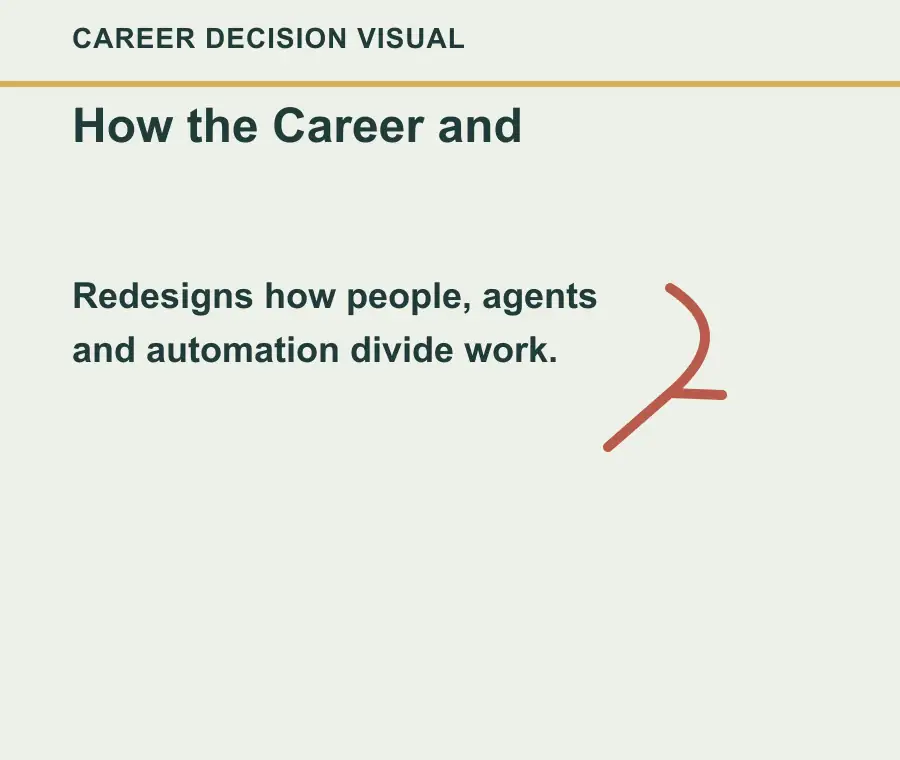 CAREER DECISION VISUAL
How the Career and
Redesigns how people, agents
and automation divide work.